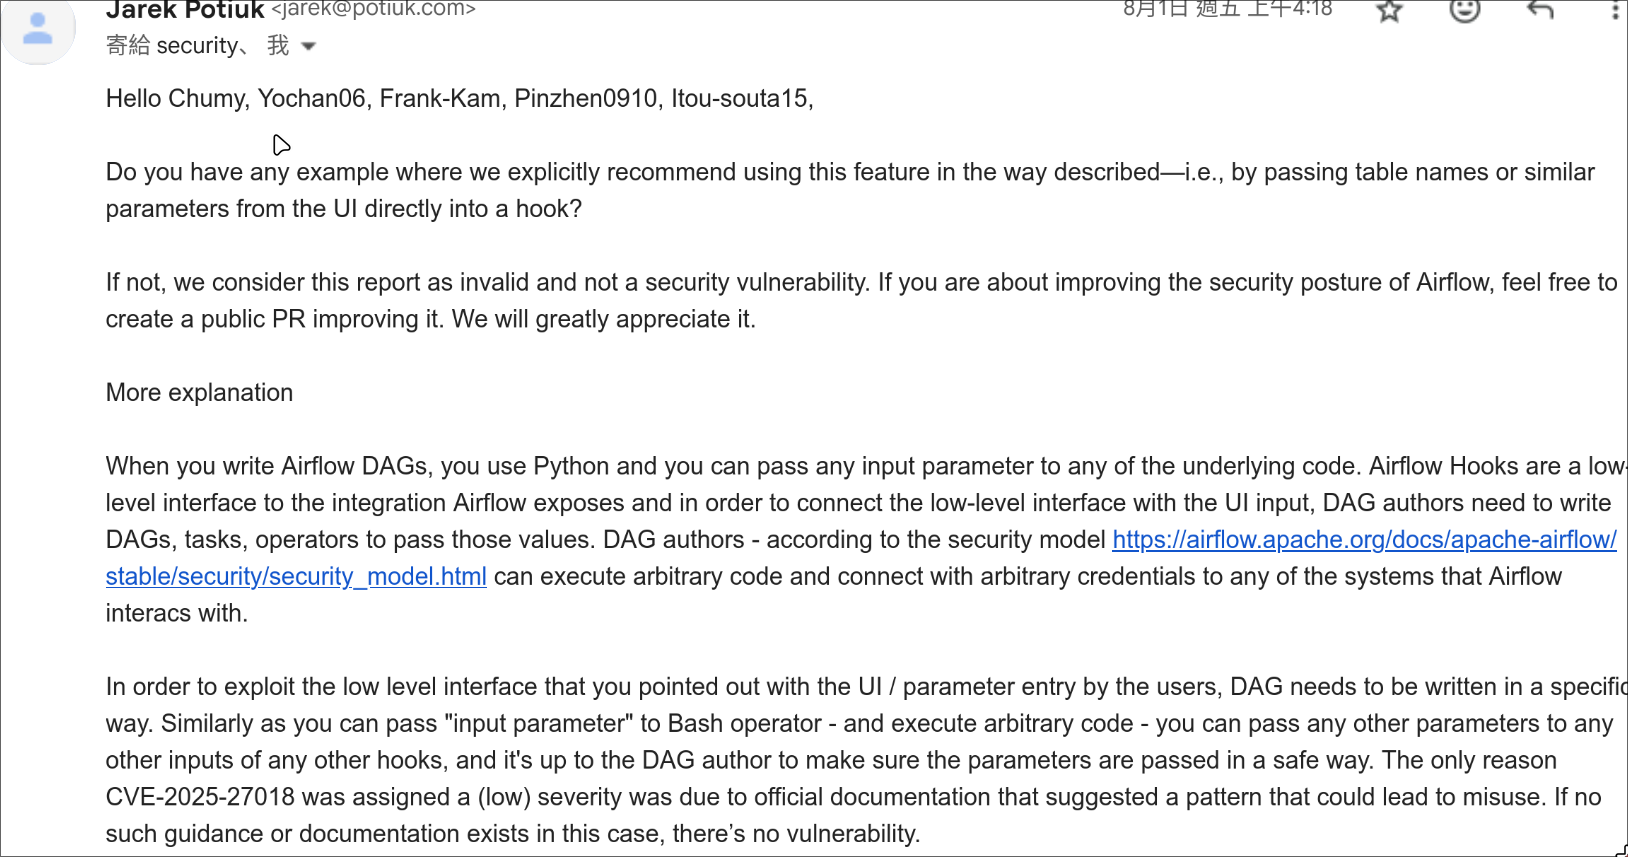 Jarek Potiuk <jarek@potiuk.com>
8月1日 週五 上午4:18
寄給 security、 我
Hello Chumy, Yochan06, Frank-Kam, Pinzhen0910, Itou-souta15,
Do you have any example where we explicitly recommend using this feature in the way described—i.e., by passing table names or similar
parameters from the UI directly into a hook?
If not, we consider this report as invalid and not a security vulnerability. If you are about improving the security posture of Airflow, feel free to
create a public PR improving it. We will greatly appreciate it.
More explanation
When you write Airflow DAGs, you use Python and you can pass any input parameter to any of the underlying code. Airflow Hooks are a low-
level interface to the integration Airflow exposes and in order to connect the low-level interface with the UI input, DAG authors need to write
DAGs, tasks, operators to pass those values. DAG authors - according to the security model https://airflow.apache.org/docs/apache-airflow/
stable/security/security_model.html can execute arbitrary code and connect with arbitrary credentials to any of the systems that Airflow
interacs with.
In order to exploit the low level interface that you pointed out with the UI / parameter entry by the users, DAG needs to be written in a specific
way. Similarly as you can pass "input parameter" to Bash operator - and execute arbitrary code - you can pass any other parameters to any
other inputs of any other hooks, and it's up to the DAG author to make sure the parameters are passed in a safe way. The only reason
CVE-2025-27018 was assigned a (low) severity was due to official documentation that suggested a pattern that could lead to misuse. If no
such guidance or documentation exists in this case, there’s no vulnerability.